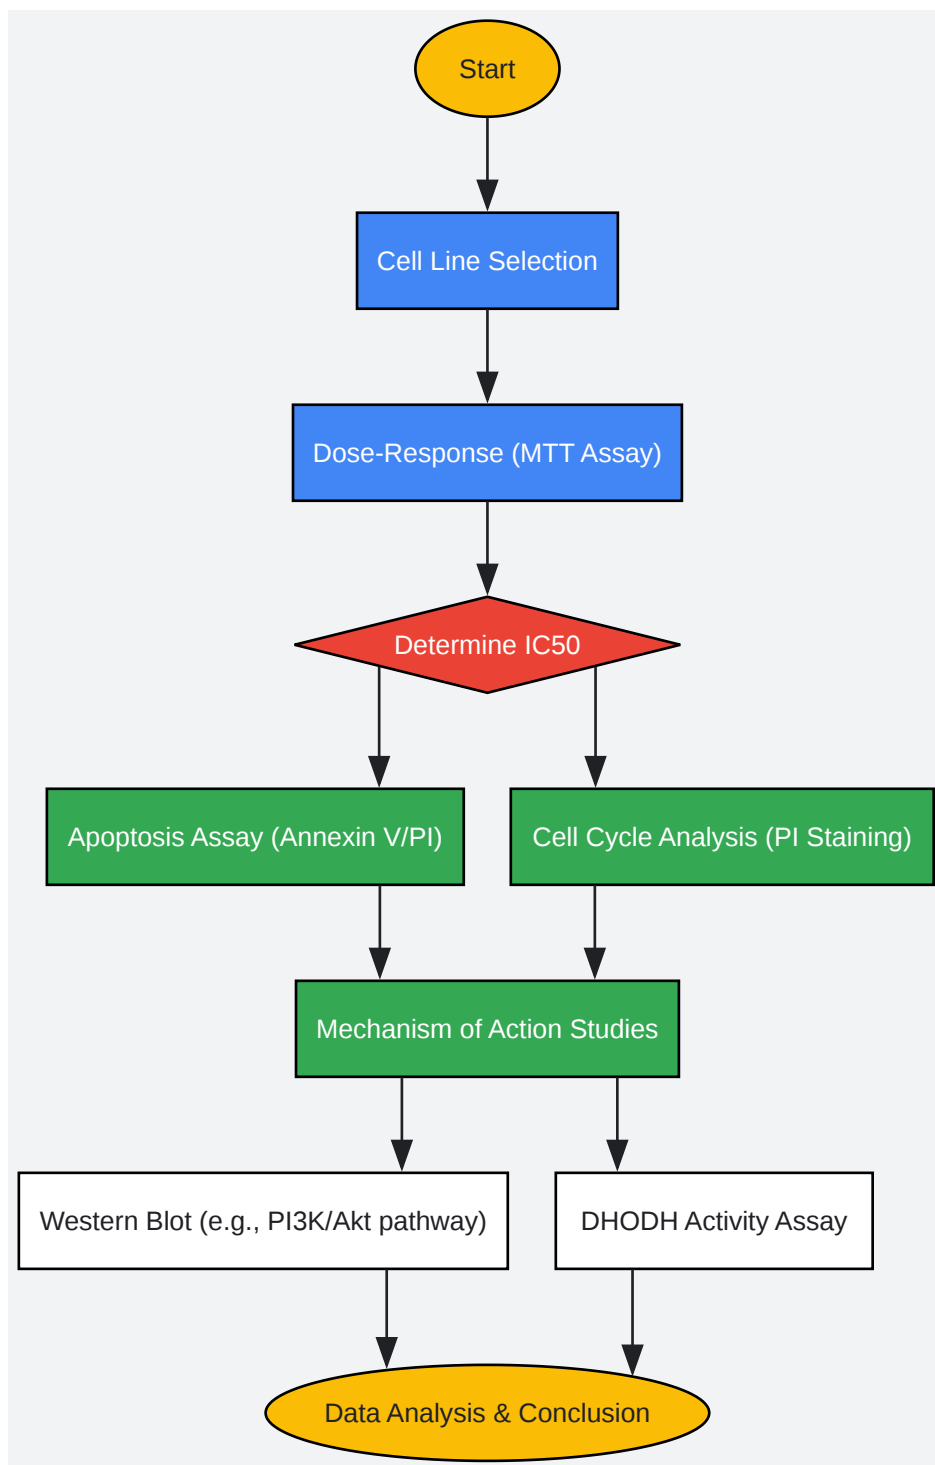 Start
Cell Line Selection
Dose-Response (MTT Assay)
Determine IC50
Apoptosis Assay (Annexin V/PI)
Cell Cycle Analysis (PI Staining)
Mechanism of Action Studies
Western Blot (e.g., PI3K/Akt pathway)
DHODH Activity Assay
Data Analysis & Conclusion